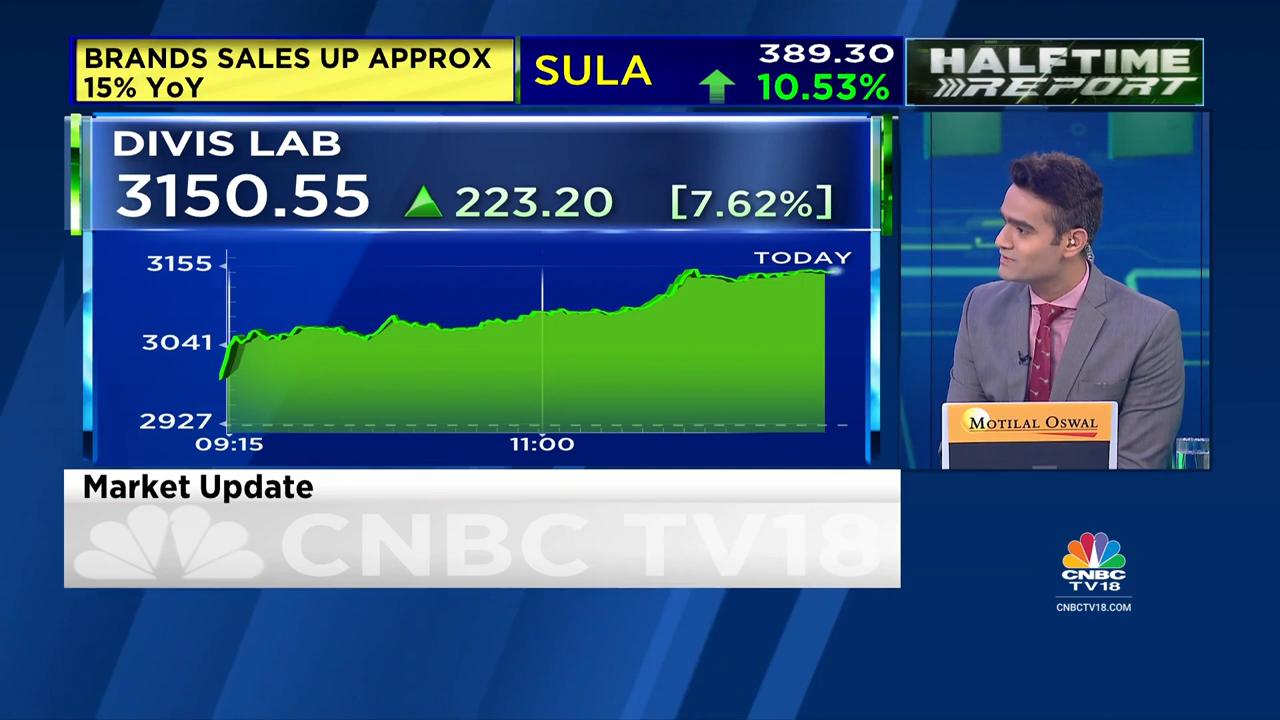 BRANDS SALES UP APPROX
15% YoY
SULA
389.30
10.53%
HALFTIME
REPORT
DIVIS LAB
3150.55 223.20 [7.62%]
TODAY
3155
3041
2927
09:15 11:00
MOTILAL OSWAL
Market Update
CNBC TV18
CNBC
TV18
CNBCTV18.COM